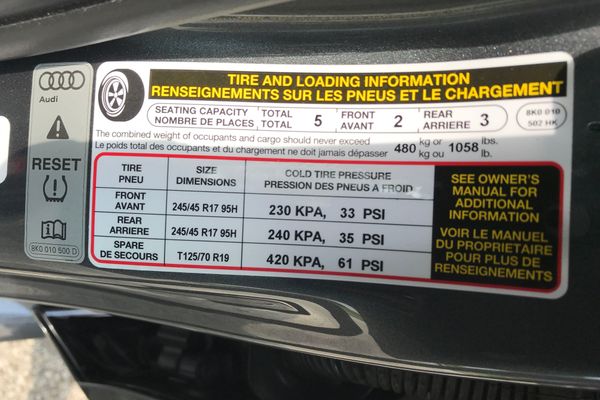 Audi
RESET
8K0 010 500 D
TIRE AND LOADING INFORMATION
RENSEIGNEMENTS SUR LES PNEUS ET LE CHARGEMENT
SEATING CAPACITY TOTAL 5 FRONT 2 REAR 3
NOMBRE DE PLACES TOTAL AVANT ARRIERE
8K0 010
502 HK
The combined weight of occupants and cargo should never exceed 480 kg or 1058 lbs.
Le poids total des occupants et du chargement ne doit jamais dépasser kg ou lb.
TIRE SIZE COLD TIRE PRESSURE
PNEU DIMENSIONS PRESSION DES PNEUS A FROID
FRONT
AVANT 245/45 R17 95H 230 KPA, 33 PSI
REAR
ARRIERE 245/45 R17 95H 240 KPA, 35 PSI
SPARE
DE SECOURS T125/70 R19 420 KPA, 61 PSI
SEE OWNER'S
MANUAL FOR
ADDITIONAL
INFORMATION
VOIR LE MANUEL
DU PROPRIETAIRE
POUR PLUS DE
RENSEIGNEMENTS